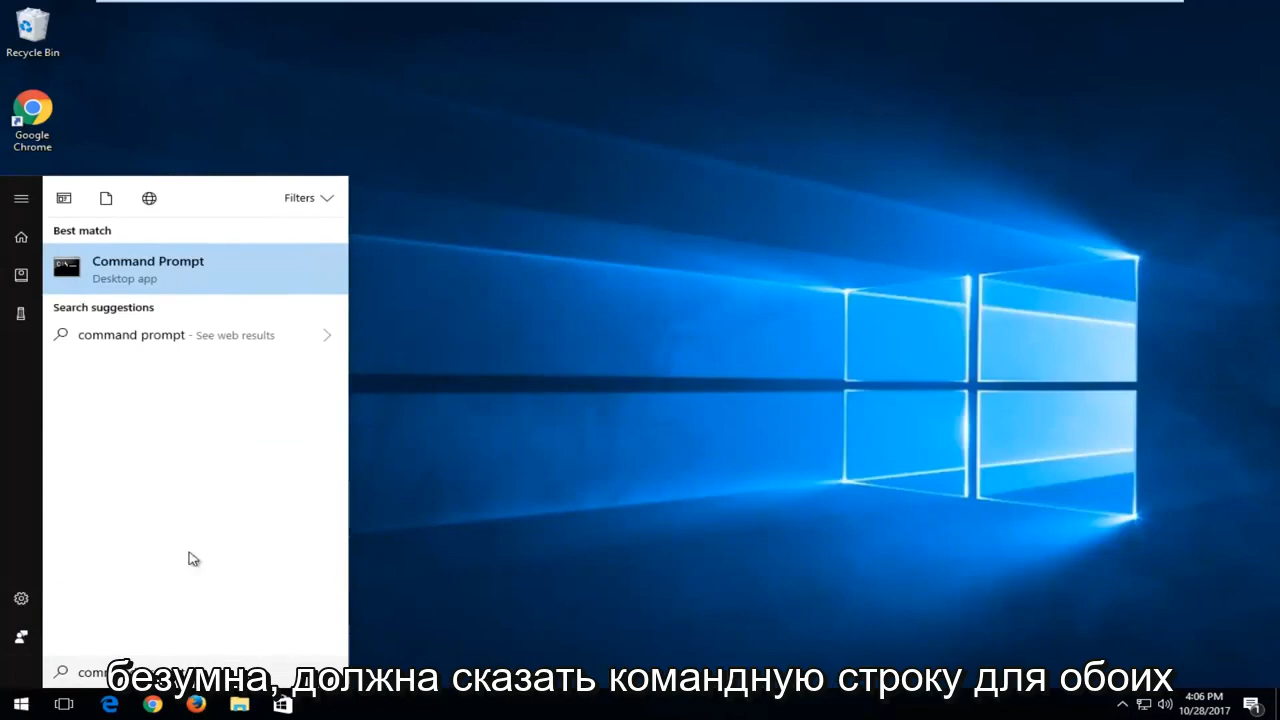 Recycle Bin
Google
Chrome
Filters
Best match
Command Prompt
Desktop app
Search suggestions
command prompt - See web results
безумна, должна сказать командную строку для обоих
4:06 PM
10/28/2017